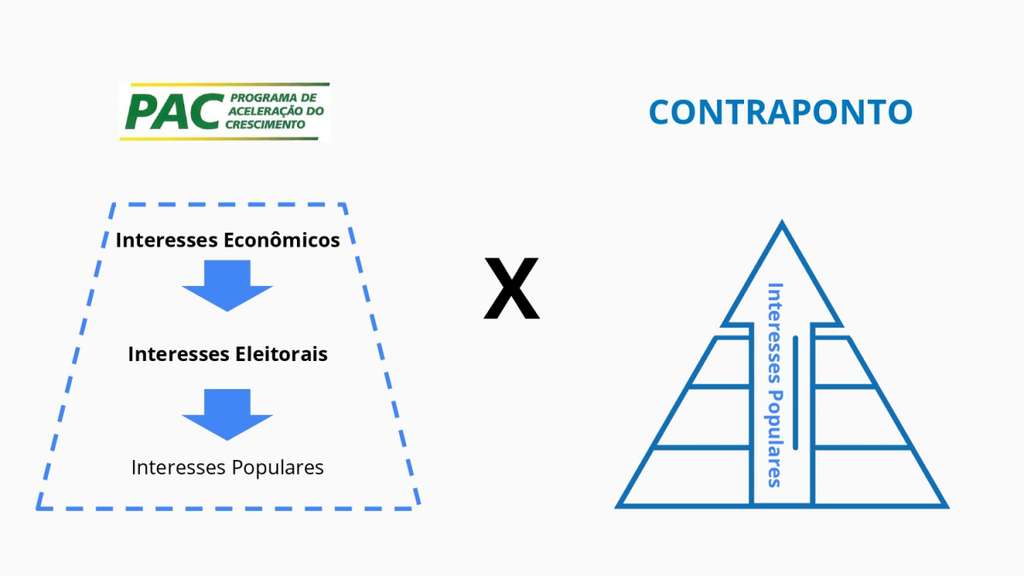 PAC
PROGRAMA DE
ACELERAÇÃO DO
CRESCIMENTO
CONTRAPONTO
Interesses Econômicos
Interesses Eleitorais
Interesses Populares
X
Interesses Populares